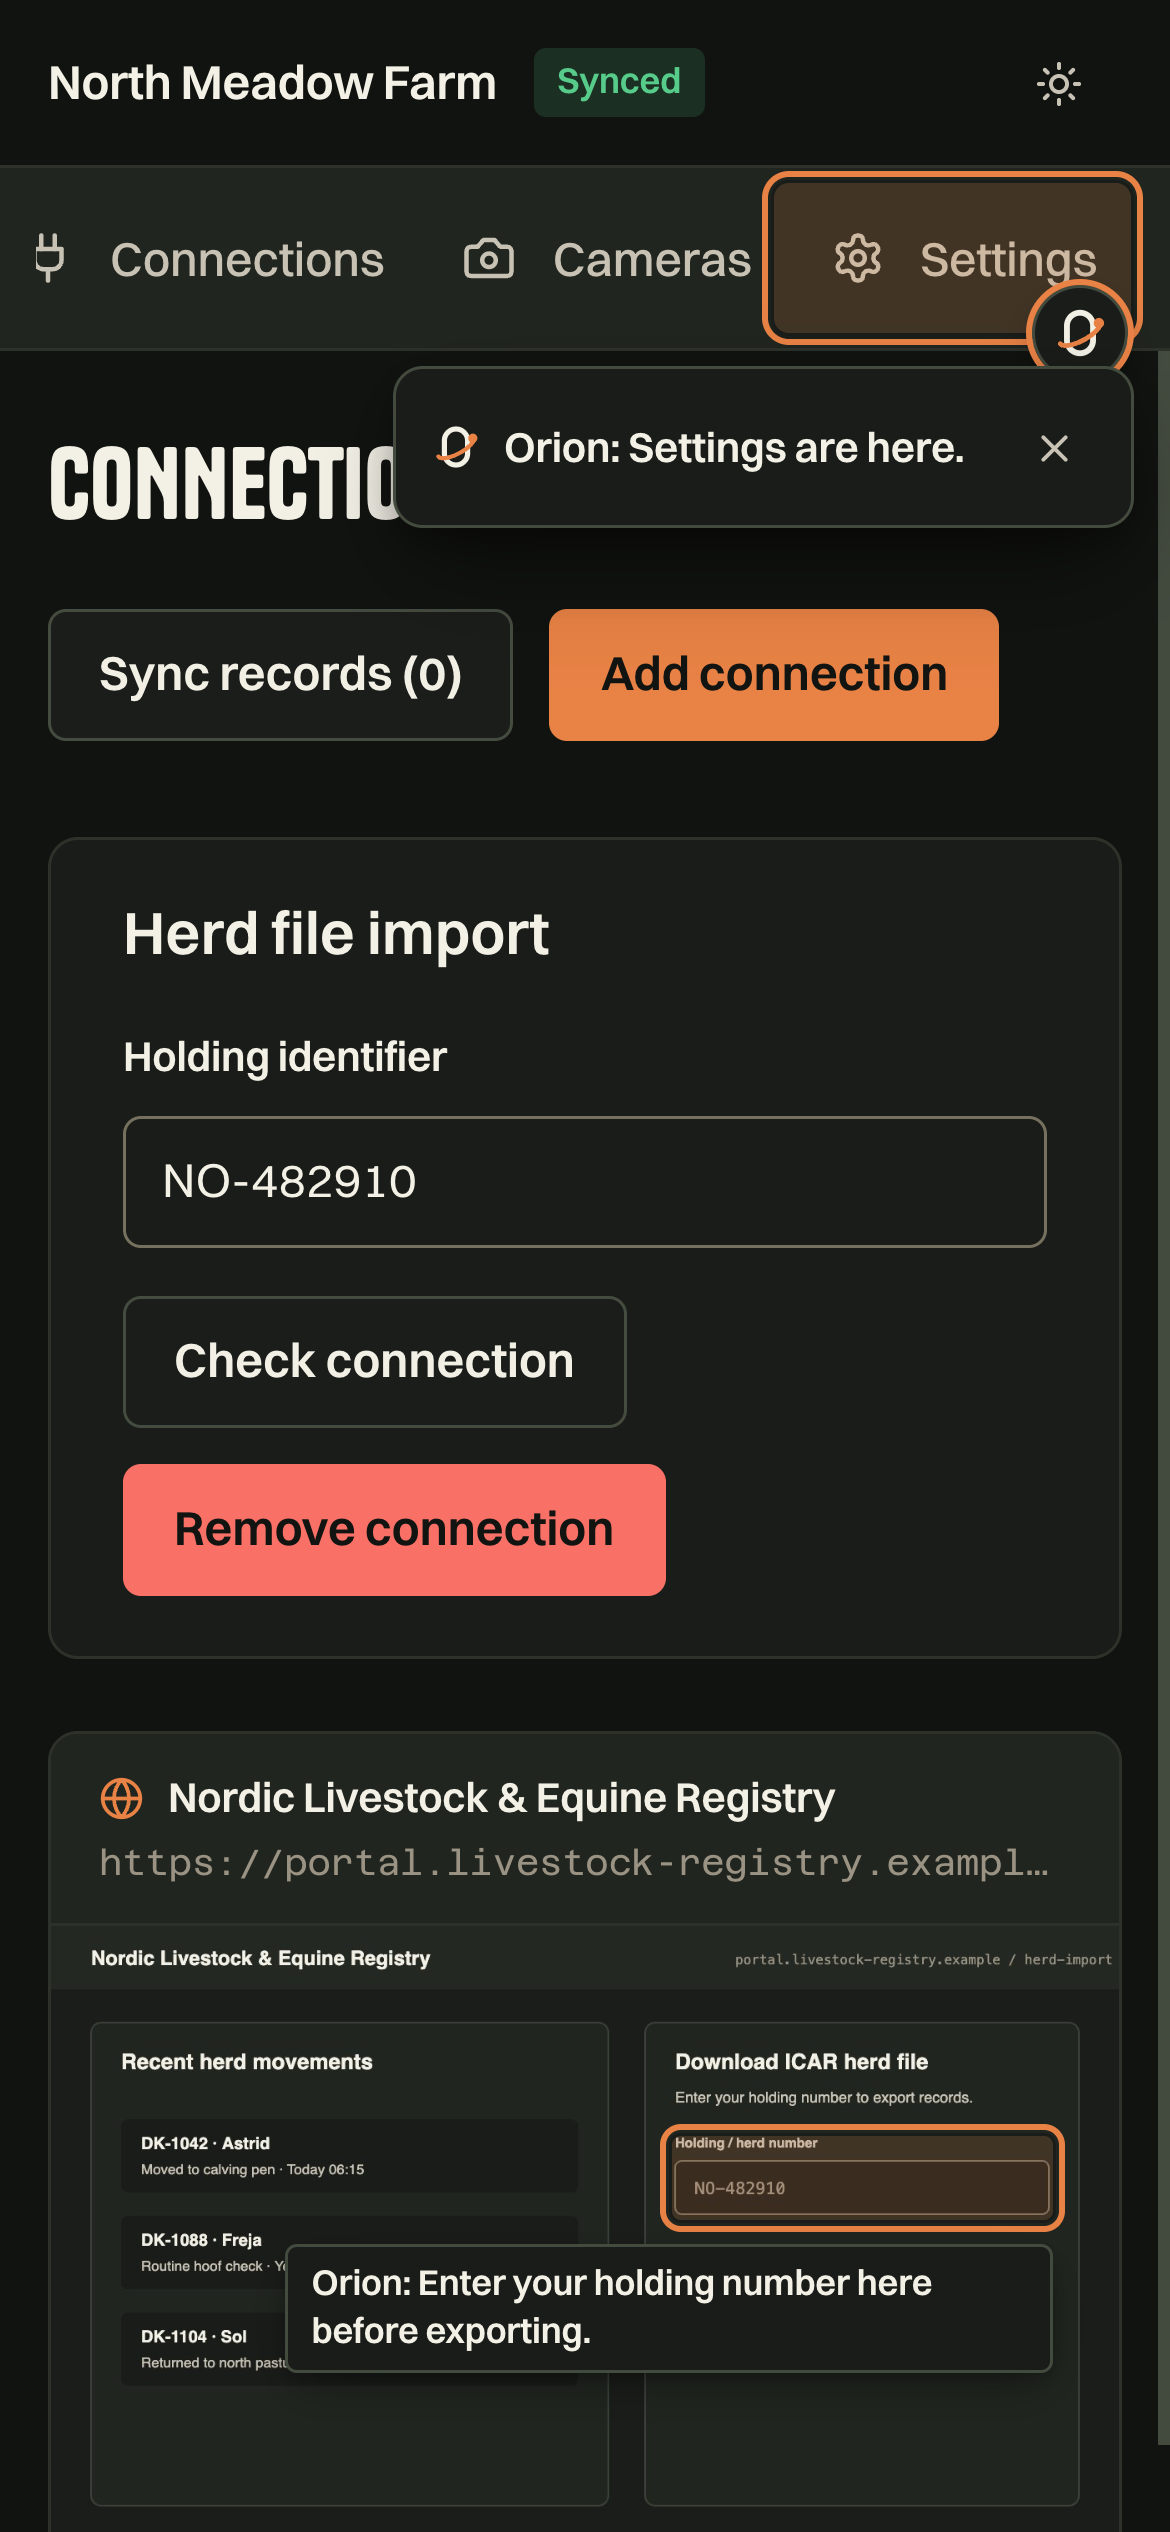 North Meadow Farm
Synced
Connections
Cameras
Settings
Orion: Settings are here.
Sync records (0)
Add connection
Herd file import
Holding identifier
NO-482910
Check connection
Remove connection
Nordic Livestock & Equine Registry
https://portal.livestock-registry.exampl…
Nordic Livestock & Equine Registry
portal.livestock-registry.example / herd-import
Recent herd movements
DK-1042 · Astrid
Moved to calving pen · Today 06:15
DK-1088 · Freja
Routine hoof check ·
DK-1104 · Sol
Returned to north
Download ICAR herd file
Enter your holding number to export records.
Holding / herd number
NO-482910
Orion: Enter your holding number here
before exporting.